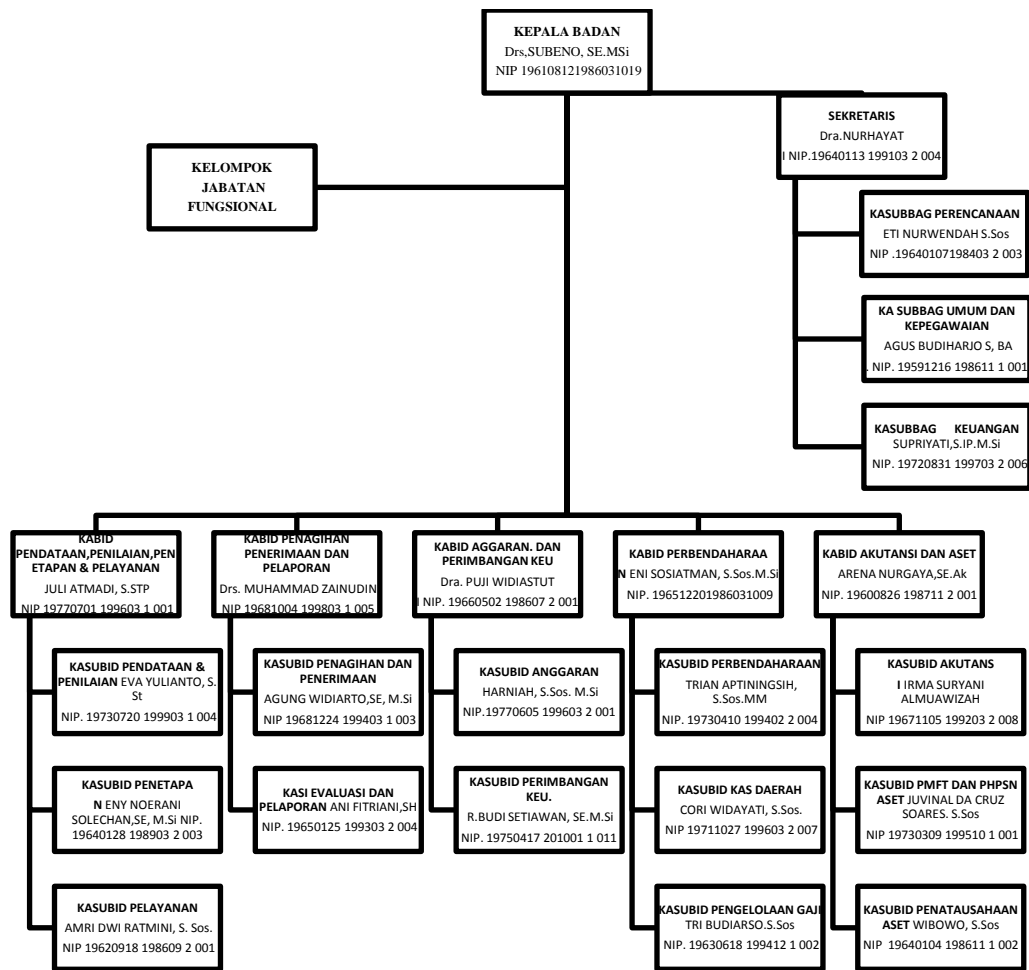 KEPALA BADAN
Drs,SUBENO, SE.MSi
NIP 196108121986031019
SEKRETARIS
Dra.NURHAYAT
I NIP.19640113 199103 2 004
KELOMPOK
JABATAN
FUNGSIONAL
KASUBBAG PERENCANAAN
ETI NURWENDAH S.Sos
NIP .19640107198403 2 003
KA SUBBAG UMUM DAN
KEPEGAWAIAN
AGUS BUDIHARJO S, BA
. NIP. 19591216 198611 1 001
KASUBBAG KEUANGAN
SUPRIYATI,S.IP.M.Si
NIP. 19720831 199703 2 006
KABID
PENDATAAN,PENILAIAN,PEN
ETAPAN & PELAYANAN
JULI ATMADI, S.STP
NIP 19770701 199603 1 001
KABID PENAGIHAN
PENERIMAAN DAN
PELAPORAN
Drs. MUHAMMAD ZAINUDIN
NIP 19681004 199803 1 005
KABID AGGARAN. DAN
PERIMBANGAN KEU
Dra. PUJI WIDIASTUT
I NIP. 19660502 198607 2 001
KABID PERBENDAHARAA
N ENI SOSIATMAN, S.Sos.M.Si
NIP. 196512201986031009
KABID AKUTANSI DAN ASET
ARENA NURGAYA,SE.Ak
NIP. 19600826 198711 2 001
KASUBID PENDATAAN &
PENILAIAN EVA YULIANTO, S.
St
NIP. 19730720 199903 1 004
KASUBID PENAGIHAN DAN
PENERIMAAN
AGUNG WIDIARTO,SE, M.Si
NIP 19681224 199403 1 003
KASUBID ANGGARAN
HARNIAH, S.Sos. M.Si
NIP.19770605 199603 2 001
KASUBID PERBENDAHARAAN
TRIAN APTININGSIH,
S.Sos.MM
NIP. 19730410 199402 2 004
KASUBID AKUTANS
I IRMA SURYANI
ALMUAWIZAH
NIP 19671105 199203 2 008
KASUBID PENETAPA
N ENY NOERANI
SOLECHAN,SE, M.Si NIP.
19640128 198903 2 003
KASI EVALUASI DAN
PELAPORAN ANI FITRIANI,SH
NIP. 19650125 199303 2 004
KASUBID PERIMBANGAN
KEU.
R.BUDI SETIAWAN, SE.M.Si
NIP. 19750417 201001 1 011
KASUBID KAS DAERAH
CORI WIDAYATI, S.Sos.
NIP 19711027 199603 2 007
KASUBID PMFT DAN PHPSN
ASET JUVINAL DA CRUZ
SOARES. S.Sos
NIP 19730309 199510 1 001
KASUBID PELAYANAN
AMRI DWI RATMINI, S. Sos.
NIP 19620918 198609 2 001
KASUBID PENGELOLAAN GAJI
TRI BUDIARSO.S.Sos
NIP. 19630618 199412 1 002
KASUBID PENATAUSAHAAN
ASET WIBOWO, S.Sos
NIP 19640104 198611 1 002